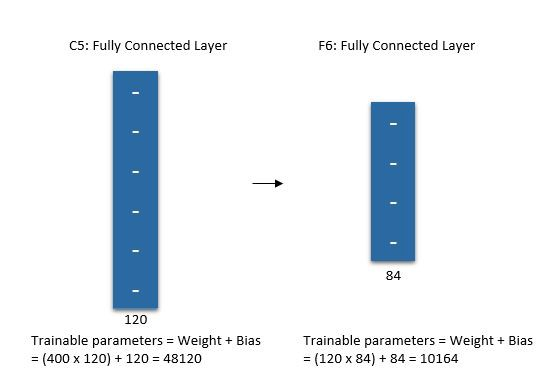 C5: Fully Connected Layer
F6: Fully Connected Layer
120
84
Trainable parameters = Weight + Bias
= (400 x 120) + 120 = 48120
Trainable parameters = Weight + Bias
= (120 x 84) + 84 = 10164